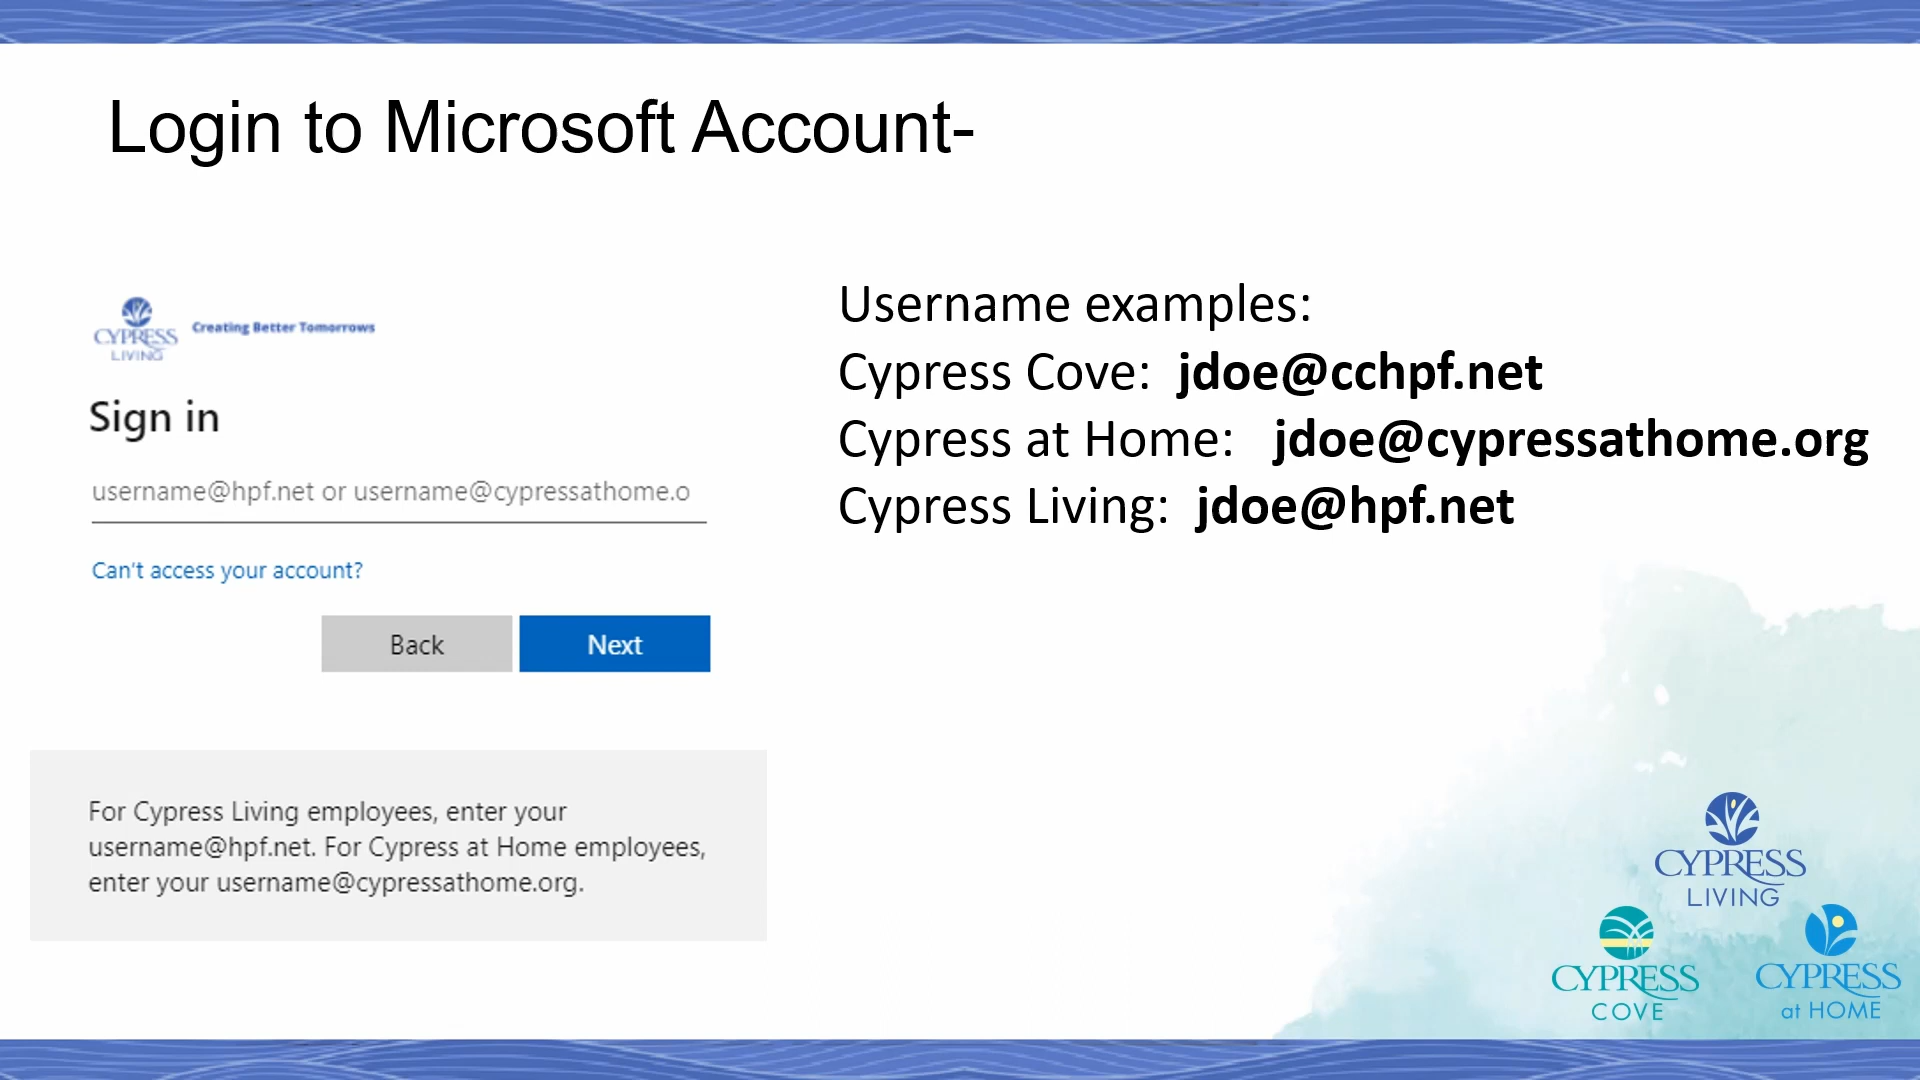 Login to Microsoft Account-
CYPRESS
LIVING
Creating Better Tomorrows
Sign in
username@hpf.net or username@cypressathome.o
Can't access your account?
Back
Next
For Cypress Living employees, enter your
username@hpf.net. For Cypress at Home employees,
enter your username@cypressathome.org.
Username examples:
Cypress Cove: jdoe@cchpf.net
Cypress at Home: jdoe@cypressathome.org
Cypress Living: jdoe@hpf.net
CYPRESS
LIVING
CYPRESS
COVE
CYPRESS
at HOME